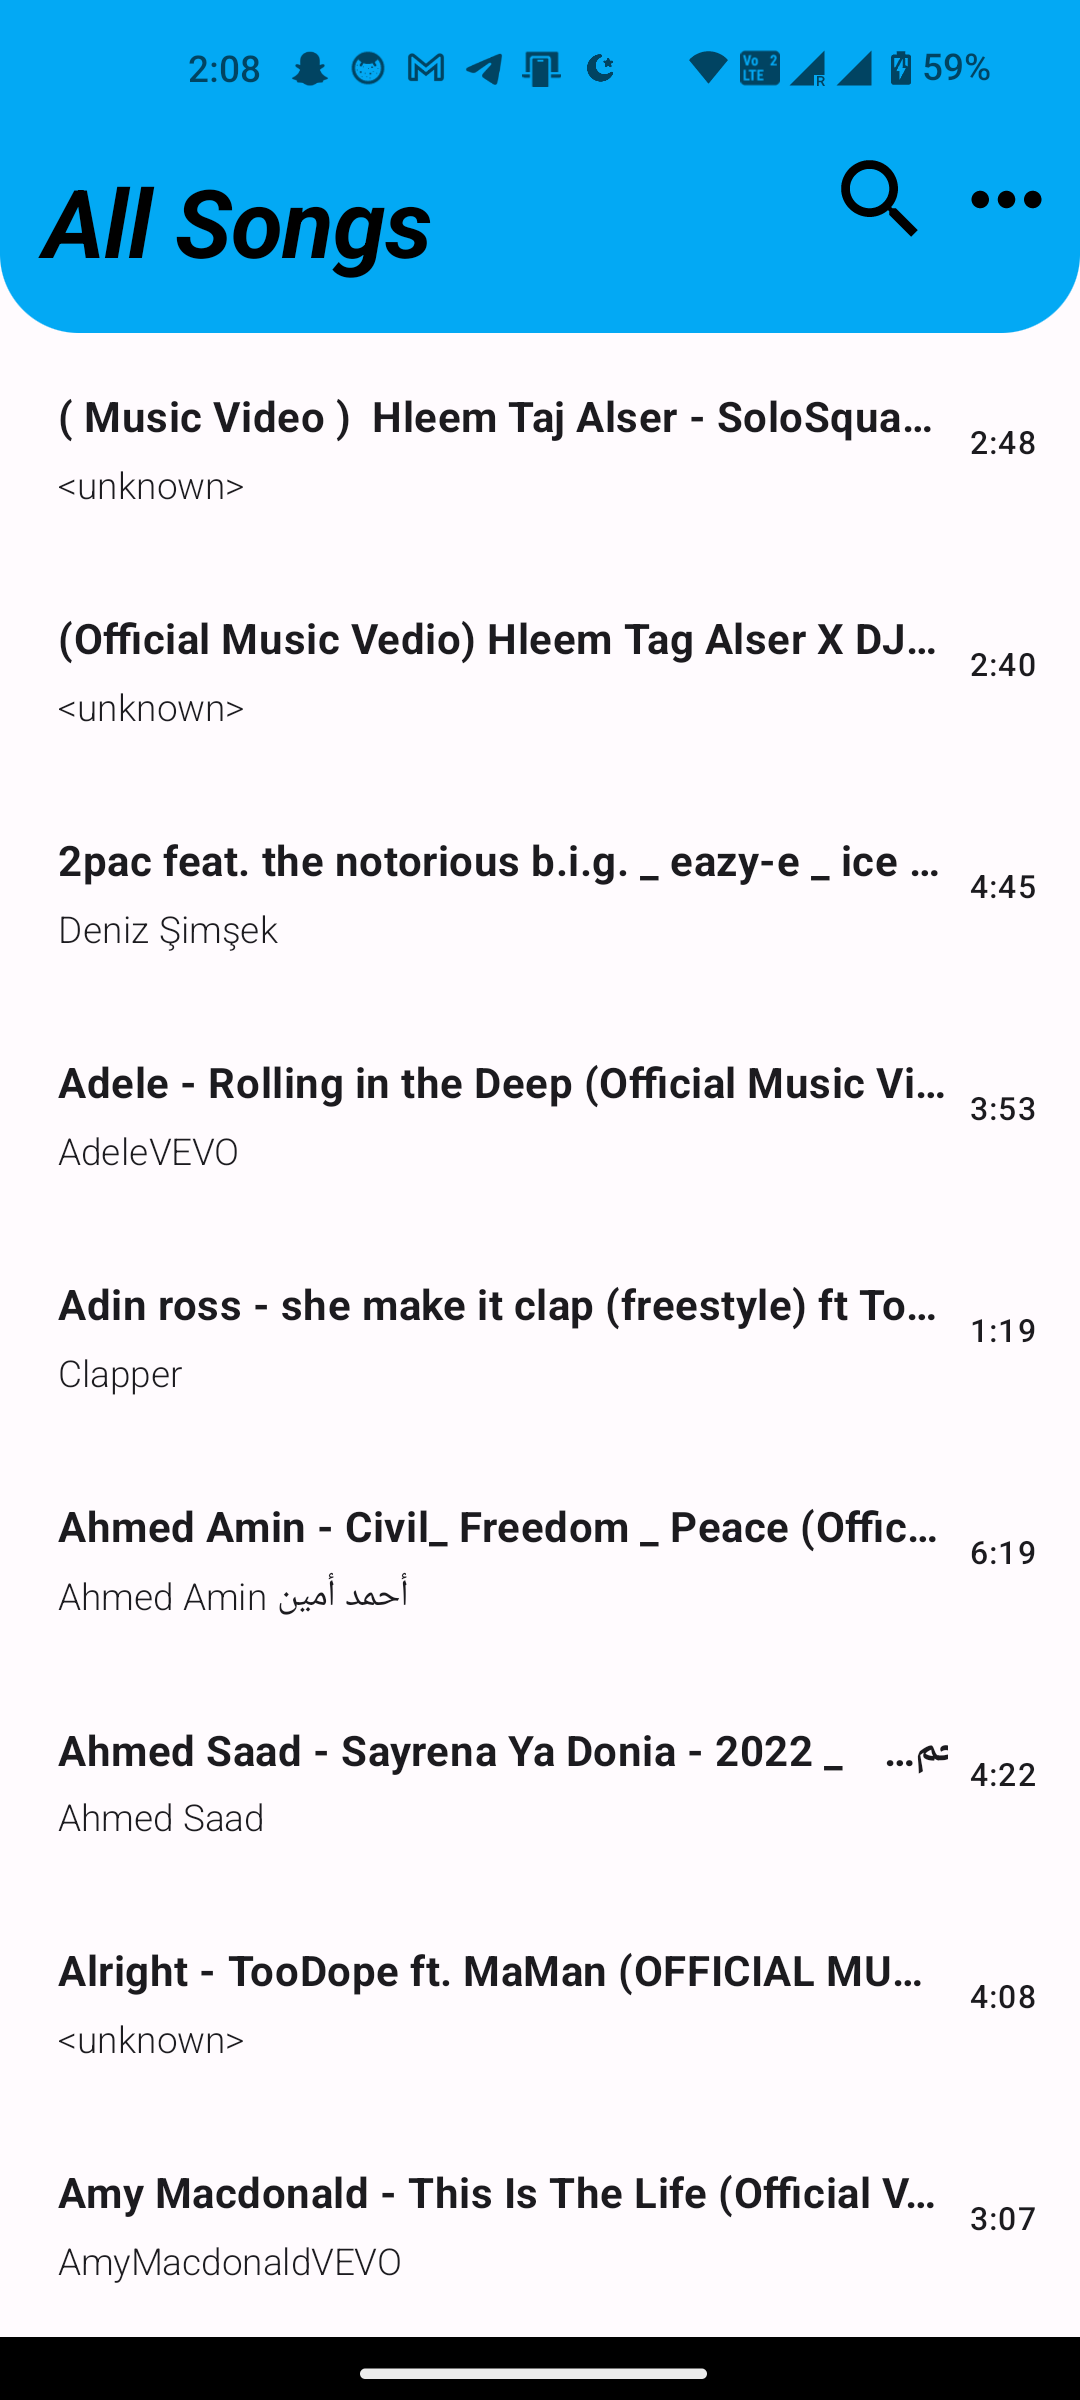 2:08
Vo 2
LTE
R
59%
All Songs
( Music Video )  Hleem Taj Alser - SoloSqua...
2:48
<unknown>
(Official Music Vedio) Hleem Tag Alser X DJ...
2:40
<unknown>
2pac feat. the notorious b.i.g. _ eazy-e _ ice ...
4:45
Deniz Şimşek
Adele - Rolling in the Deep (Official Music Vi...
3:53
AdeleVEVO
Adin ross - she make it clap (freestyle) ft To...
1:19
Clapper
Ahmed Amin - Civil_ Freedom _ Peace (Offic...
6:19
Ahmed Amin أحمد أمين
Ahmed Saad - Sayrena Ya Donia - 2022 _
4:22
Ahmed Saad
Alright - TooDope ft. MaMan (OFFICIAL MU...
4:08
<unknown>
Amy Macdonald - This Is The Life (Official V...
3:07
AmyMacdonaldVEVO